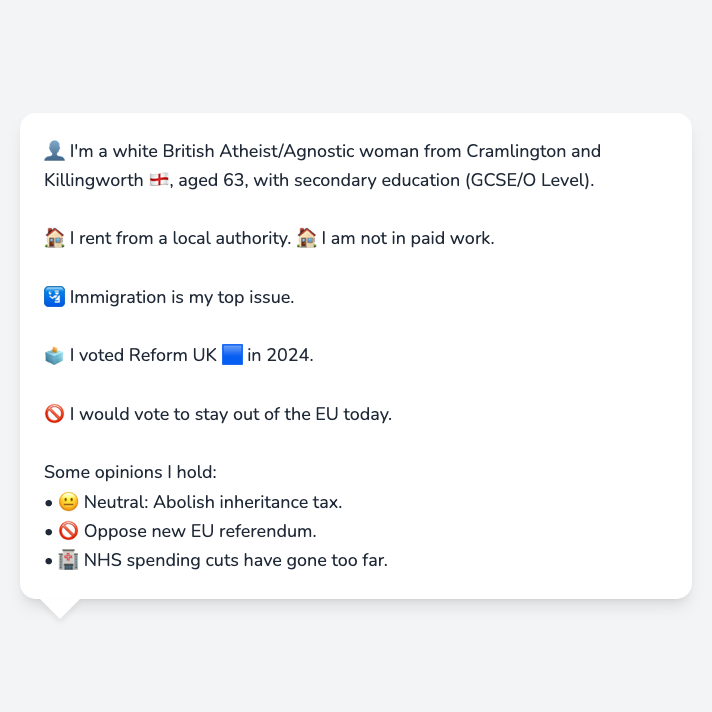 👤 I'm a white British Atheist/Agnostic woman from Cramlington and
Killingworth 🏴󠁧󠁢󠁥󠁮󠁧󠁿, aged 63, with secondary education (GCSE/O Level).
🏠 I rent from a local authority. 🏠 I am not in paid work.
🛂 Immigration is my top issue.
🗳️ I voted Reform UK 🟦 in 2024.
🚫 I would vote to stay out of the EU today.
Some opinions I hold:
• 😐 Neutral: Abolish inheritance tax.
• 🚫 Oppose new EU referendum.
• 🏥 NHS spending cuts have gone too far.